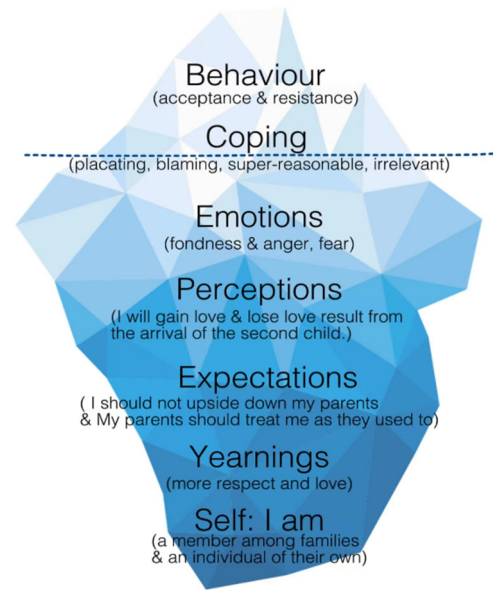 Behaviour
(acceptance & resistance)
Coping
(placating, blaming, super-reasonable, irrelevant)
Emotions
(fondness & anger, fear)
Perceptions
(I will gain love & lose love result from
the arrival of the second child.)
Expectations
( I should not upside down my parents
& My parents should treat me as they used to)
Yearnings
(more respect and love)
Self: I am
(a member among families
& an individual of their own)